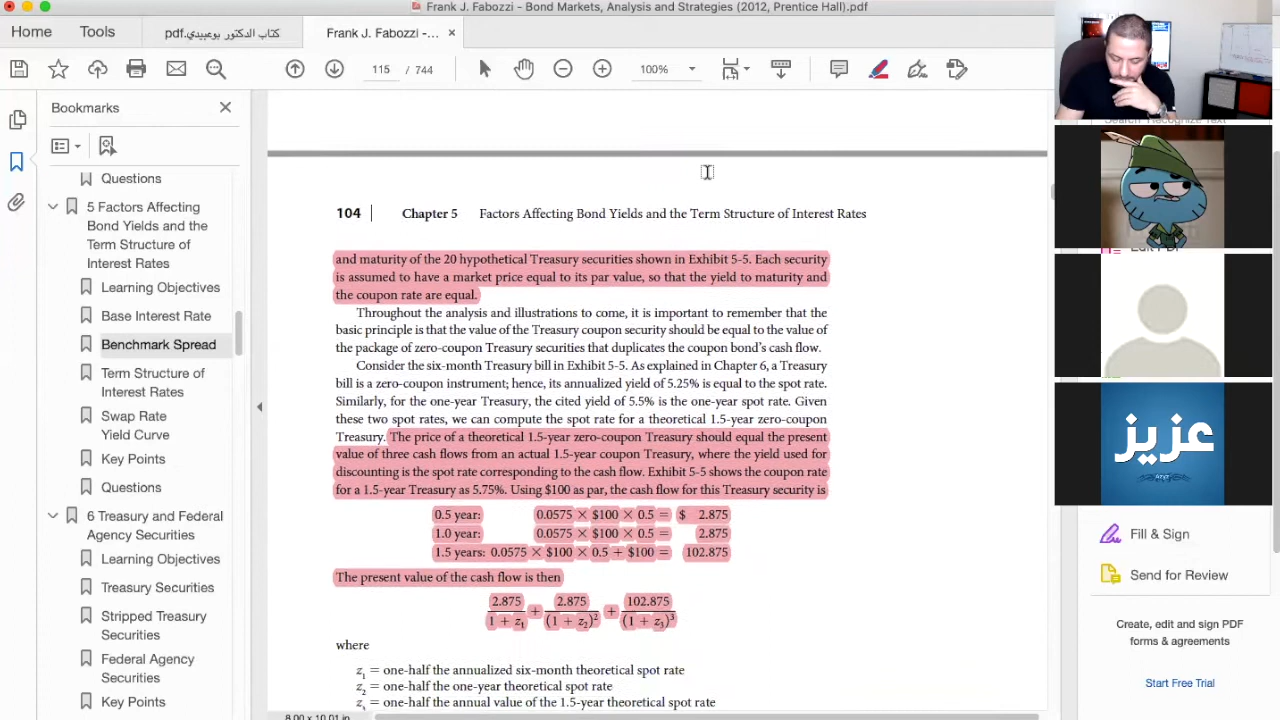 Frank J. Fabozzi - Bond Markets, Analysis and Strategies (2012, Prentice Hall).pdf
Home
Tools
كتاب الدكتور بوعبيدي.pdf
Frank J. Fabozzi -...
115 / 744
100%
Bookmarks
Questions
5 Factors Affecting
Bond Yields and the
Term Structure of
Interest Rates
Learning Objectives
Base Interest Rate
Benchmark Spread
Term Structure of
Interest Rates
Swap Rate
Yield Curve
Key Points
Questions
6 Treasury and Federal
Agency Securities
Learning Objectives
Treasury Securities
Stripped Treasury
Securities
Federal Agency
Securities
Key Points
104 | Chapter 5 Factors Affecting Bond Yields and the Term Structure of Interest Rates
and maturity of the 20 hypothetical Treasury securities shown in Exhibit 5-5. Each security
is assumed to have a market price equal to its par value, so that the yield to maturity and
the coupon rate are equal.
Throughout the analysis and illustrations to come, it is important to remember that the
basic principle is that the value of the Treasury coupon security should be equal to the value of
the package of zero-coupon Treasury securities that duplicates the coupon bond's cash flow.
Consider the six-month Treasury bill in Exhibit 5-5. As explained in Chapter 6, a Treasury
bill is a zero-coupon instrument; hence, its annualized yield of 5.25% is equal to the spot rate.
Similarly, for the one-year Treasury, the cited yield of 5.5% is the one-year spot rate. Given
these two spot rates, we can compute the spot rate for a theoretical 1.5-year zero-coupon
Treasury. The price of a theoretical 1.5-year zero-coupon Treasury should equal the present
value of three cash flows from an actual 1.5-year coupon Treasury, where the yield used for
discounting is the spot rate corresponding to the cash flow. Exhibit 5-5 shows the coupon rate
for a 1.5-year Treasury as 5.75%. Using $100 as par, the cash flow for this Treasury security is
0.5 year: 0.0575 × $100 × 0.5 = $ 2.875
1.0 year: 0.0575 × $100 × 0.5 = 2.875
1.5 years: 0.0575 × $100 × 0.5 + $100 = 102.875
The present value of the cash flow is then
2.875 2.875 102.875
1 + z₁ + (1 + z₂)² + (1 + z₃)³
where
z₁ = one-half the annualized six-month theoretical spot rate
z₂ = one-half the one-year theoretical spot rate
z₃ = one-half the annual value of the 1.5-year theoretical spot rate
8.00 x 10.01 in
Search 'Recognize Text'
Edit PDF
عزيز
Azyz
Fill & Sign
Send for Review
Create, edit and sign PDF
forms & agreements
Start Free Trial